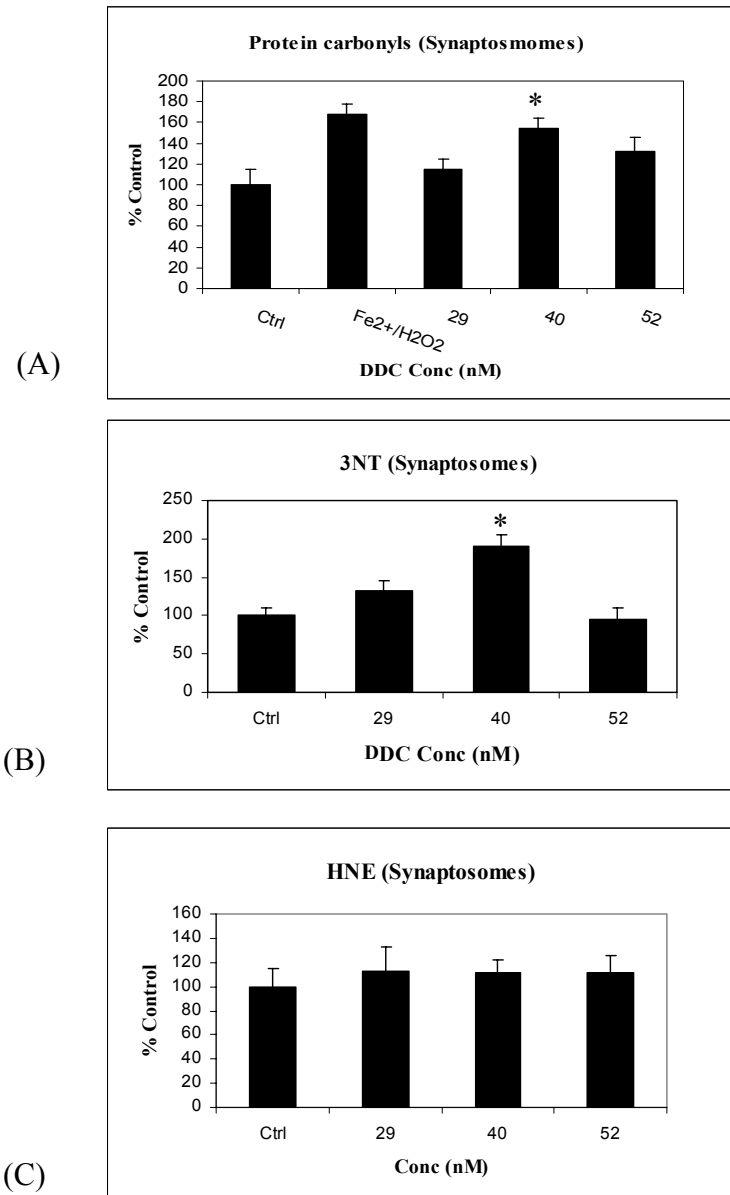 Protein carbonyls (Synaptosmomes)
% Control
200
180
160
140
120
100
80
60
40
20
0
*
Ctrl Fe2+/H2O2 29 40 52
DDC Conc (nM)
(A)
3NT (Synaptosomes)
% Control
250
200
150
100
50
0
*
Ctrl 29 40 52
DDC Conc (nM)
(B)
HNE (Synaptosomes)
% Control
160
140
120
100
80
60
40
20
0
Ctrl 29 40 52
Conc (nM)
(C)